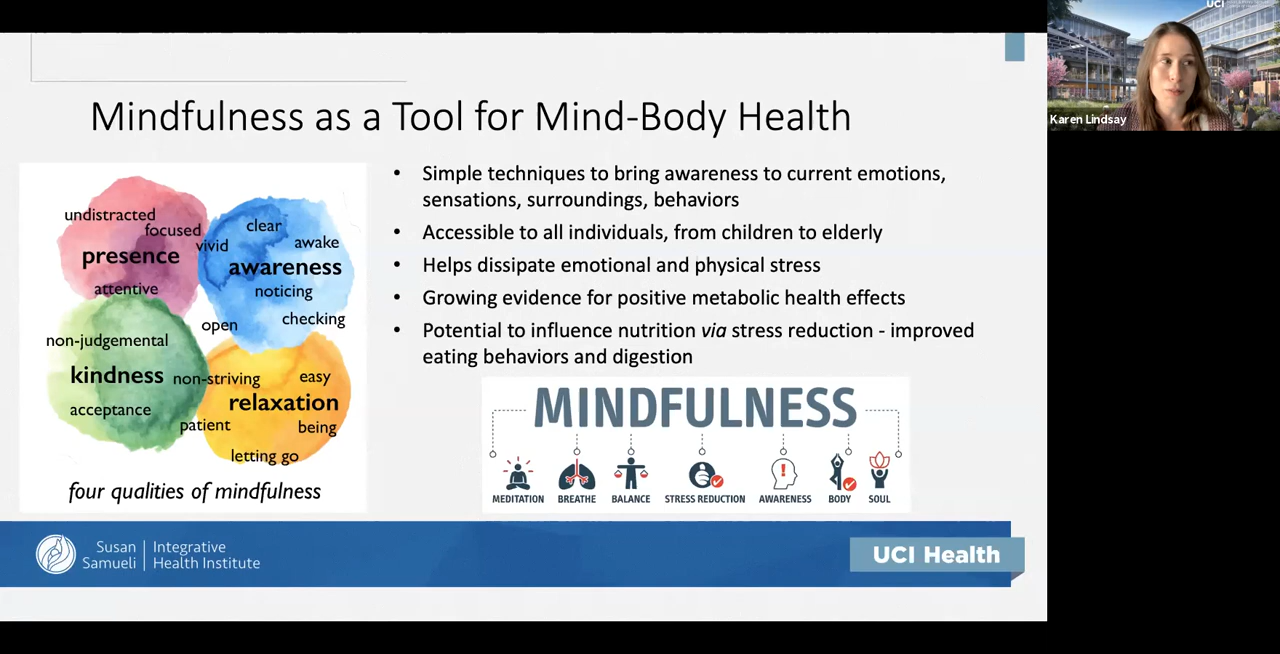 UCI
Karen Lindsay
Mindfulness as a Tool for Mind-Body Health
undistracted
focused
vivid
presence
attentive
clear
awake
awareness
noticing
checking
open
non-judgemental
kindness
non-striving
acceptance
patient
easy
relaxation
being
letting go
four qualities of mindfulness
• Simple techniques to bring awareness to current emotions,
sensations, surroundings, behaviors
• Accessible to all individuals, from children to elderly
• Helps dissipate emotional and physical stress
• Growing evidence for positive metabolic health effects
• Potential to influence nutrition via stress reduction - improved
eating behaviors and digestion
MINDFULNESS
MEDITATION BREATHE BALANCE STRESS REDUCTION AWARENESS BODY SOUL
Susan | Integrative
Samueli | Health Institute
UCI Health